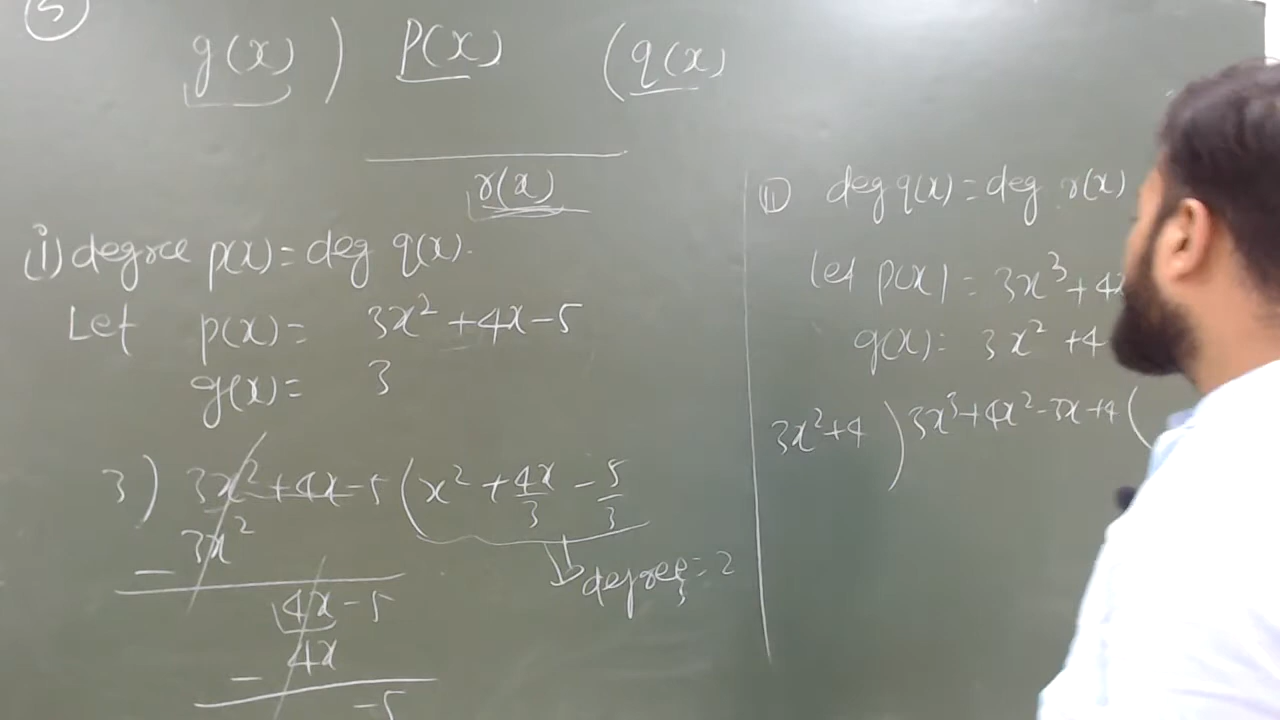 5
g(x) ) p(x) ( q(x)
r(x)
(i) degree p(x) = deg q(x).
Let p(x) = 3x² + 4x - 5
g(x) = 3
3 ) 3x² + 4x - 5 ( x² + 4x/3 - 5/3
3x²
degree = 2
4x - 5
- 4x
-5
(ii) deg q(x) = deg r(x)
let p(x) = 3x³ + 4x
g(x) = 3x² + 4
3x² + 4 ) 3x³ + 4x² - 3x + 4 (